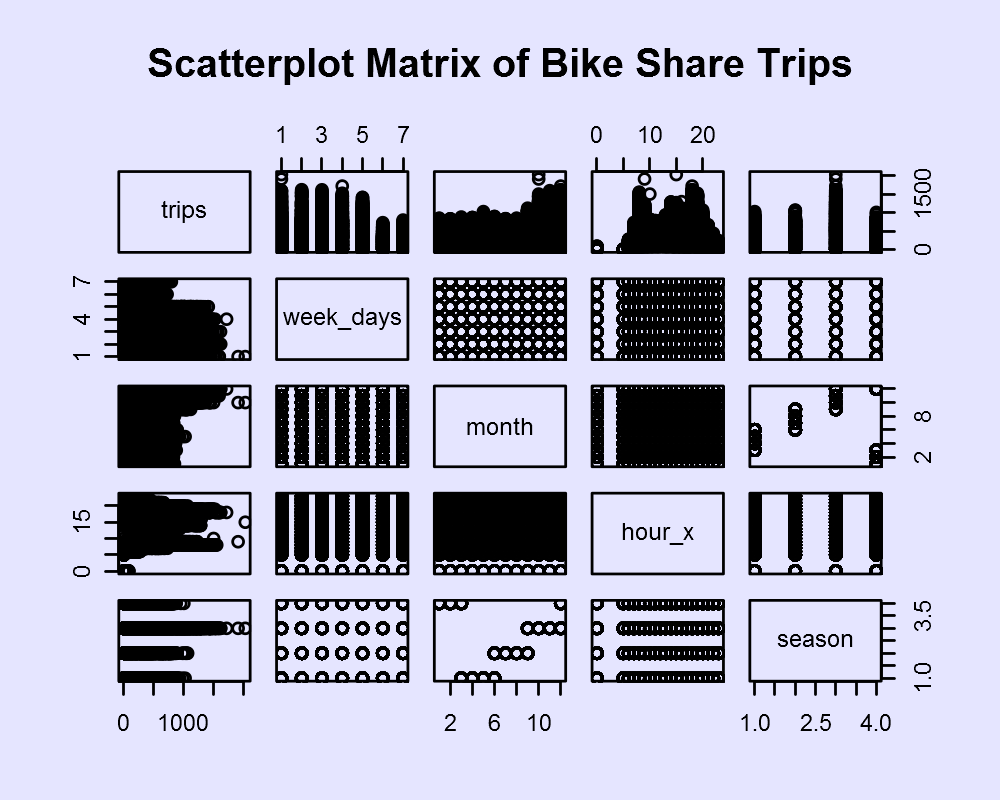 Scatterplot Matrix of Bike Share Trips
1 3 5 7 0 10 20
trips
0 1500
1 4 7
week_days
month
2 8
0 15
hour_x
season
1.0 3.5
0 1000 2 6 10 1.0 2.5 4.0